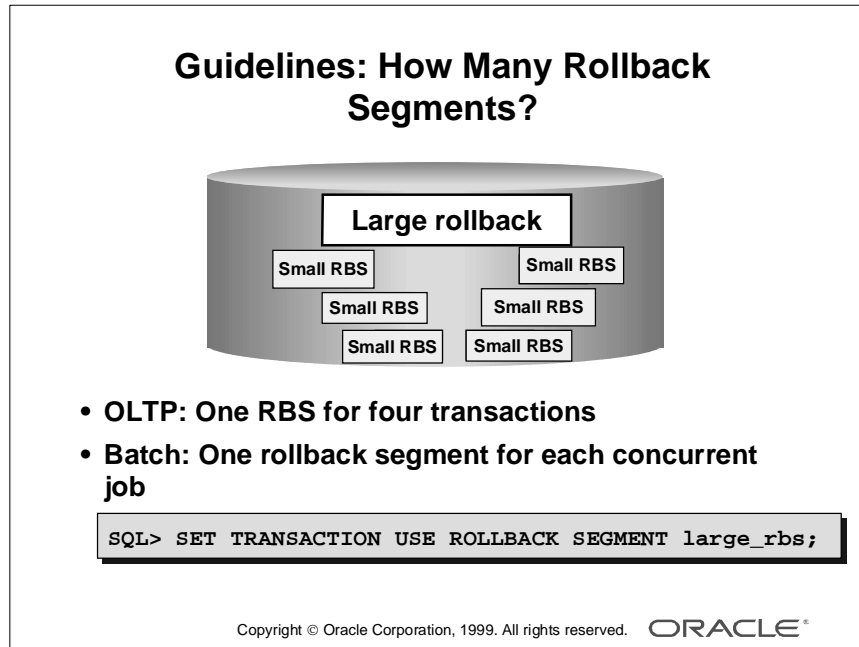 Guidelines: How Many Rollback
Segments?
Large rollback
Small RBS
Small RBS
Small RBS
Small RBS
Small RBS
Small RBS
• OLTP: One RBS for four transactions
• Batch: One rollback segment for each concurrent
job
SQL> SET TRANSACTION USE ROLLBACK SEGMENT large_rbs;
Copyright © Oracle Corporation, 1999. All rights reserved. ORACLE®